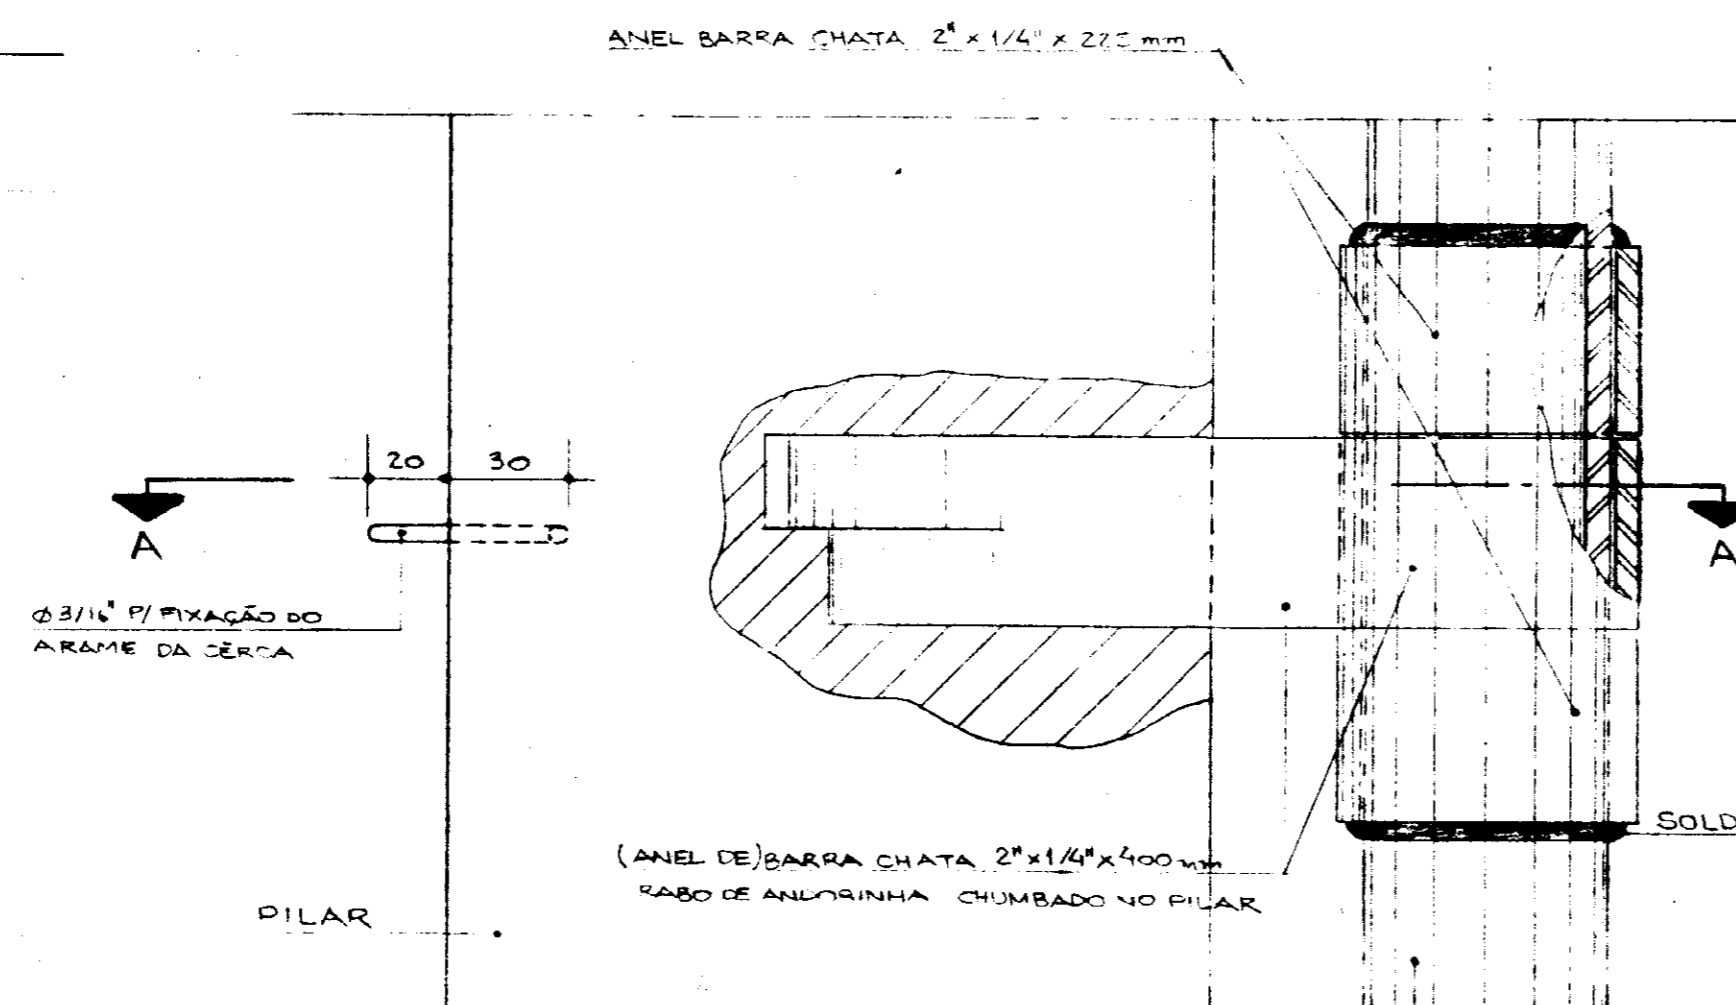 ANEL BARRA CHATA 2" x 1/4" x 225 mm
20 30
A
A
Ø 3/16" P/ FIXAÇÃO DO
ARAME DA CÊRCA
SOLD
(ANEL DE) BARRA CHATA 2" x 1/4" x 400 mm
RABO DE ANDORINHA CHUMBADO NO PILAR
PILAR